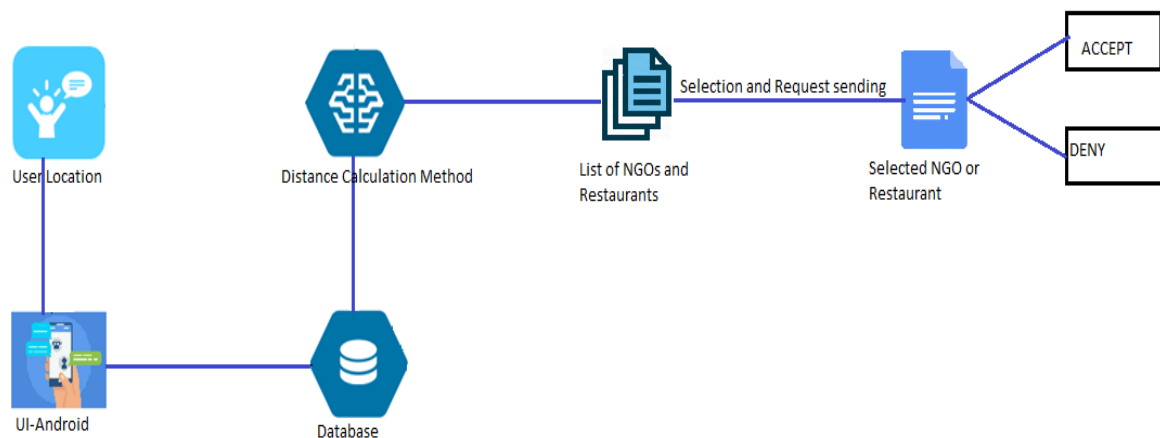 ACCEPT
Selection and Request sending
DENY
User Location
Distance Calculation Method
List of NGOs and
Restaurants
Selected NGO or
Restaurant
UI-Android
Database